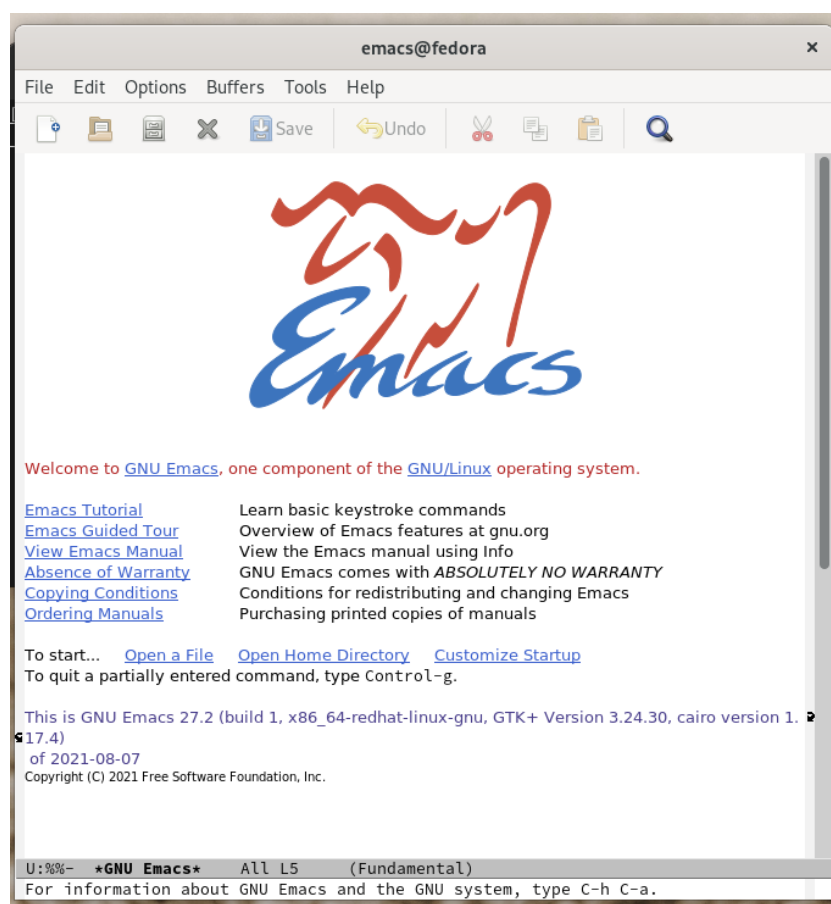 emacs@fedora ×
File Edit Options Buffers Tools Help
Save Undo
Emacs
Welcome to GNU Emacs, one component of the GNU/Linux operating system.
Emacs Tutorial Learn basic keystroke commands
Emacs Guided Tour Overview of Emacs features at gnu.org
View Emacs Manual View the Emacs manual using Info
Absence of Warranty GNU Emacs comes with ABSOLUTELY NO WARRANTY
Copying Conditions Conditions for redistributing and changing Emacs
Ordering Manuals Purchasing printed copies of manuals
To start... Open a File Open Home Directory Customize Startup
To quit a partially entered command, type Control-g.
This is GNU Emacs 27.2 (build 1, x86_64-redhat-linux-gnu, GTK+ Version 3.24.30, cairo version 1.
17.4)
of 2021-08-07
Copyright (C) 2021 Free Software Foundation, Inc.
U:%%- *GNU Emacs* All L5 (Fundamental)
For information about GNU Emacs and the GNU system, type C-h C-a.